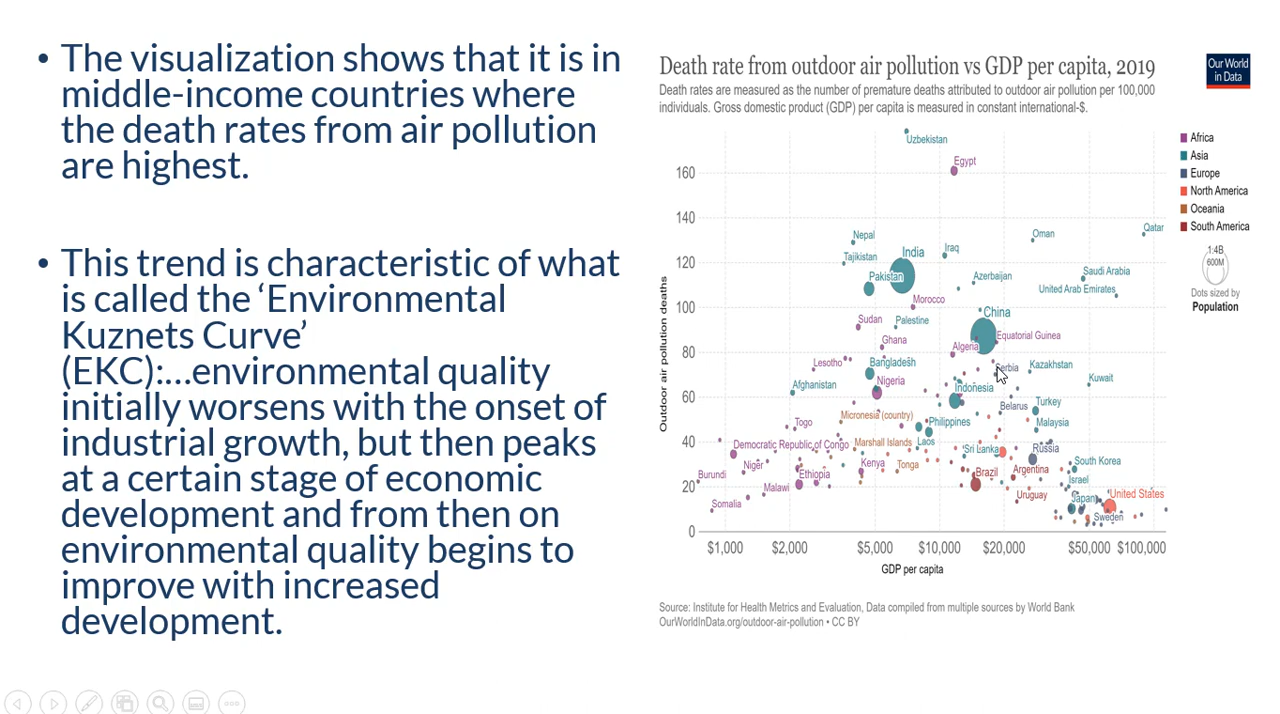 • The visualization shows that it is in
middle-income countries where
the death rates from air pollution
are highest.
• This trend is characteristic of what
is called the ‘Environmental
Kuznets Curve’
(EKC):...environmental quality
initially worsens with the onset of
industrial growth, but then peaks
at a certain stage of economic
development and from then on
environmental quality begins to
improve with increased
development.
Death rate from outdoor air pollution vs GDP per capita, 2019
Our World
in Data
Death rates are measured as the number of premature deaths attributed to outdoor air pollution per 100,000
individuals. Gross domestic product (GDP) per capita is measured in constant international-$.
Outdoor air pollution deaths
160
140
120
100
80
60
40
20
0
Uzbekistan
Egypt
Nepal
Oman
Qatar
Tajikistan
India
Iraq
Pakistan
Azerbaijan
Saudi Arabia
United Arab Emirates
Morocco
Sudan
Palestine
China
Ghana
Algeria
Equatorial Guinea
Lesotho
Bangladesh
Serbia
Kazakhstan
Afghanistan
Nigeria
Indonesia
Kuwait
Micronesia (country)
Belarus
Turkey
Togo
Philippines
Malaysia
Democratic Republic of Congo
Marshall Islands
Laos
Sri Lanka
Russia
Burundi
Niger
Kenya
Tonga
Brazil
Argentina
South Korea
Ethiopia
Israel
Somalia
Malawi
Uruguay
Japan
United States
Sweden
$1,000
$2,000
$5,000
$10,000
$20,000
$50,000
$100,000
GDP per capita
Africa
Asia
Europe
North America
Oceania
South America
1:4B
600M
Dots sized by
Population
Source: Institute for Health Metrics and Evaluation, Data compiled from multiple sources by World Bank
OurWorldInData.org/outdoor-air-pollution • CC BY